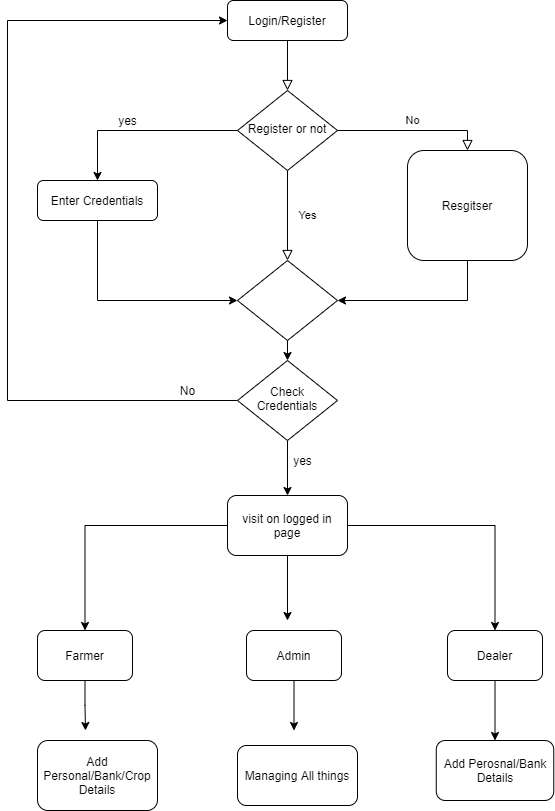 Login/Register
Register or not
yes
No
Enter Credentials
Resgitser
Yes
Check
Credentials
No
yes
visit on logged in
page
Farmer
Admin
Dealer
Add
Personal/Bank/Crop
Details
Managing All things
Add Perosnal/Bank
Details